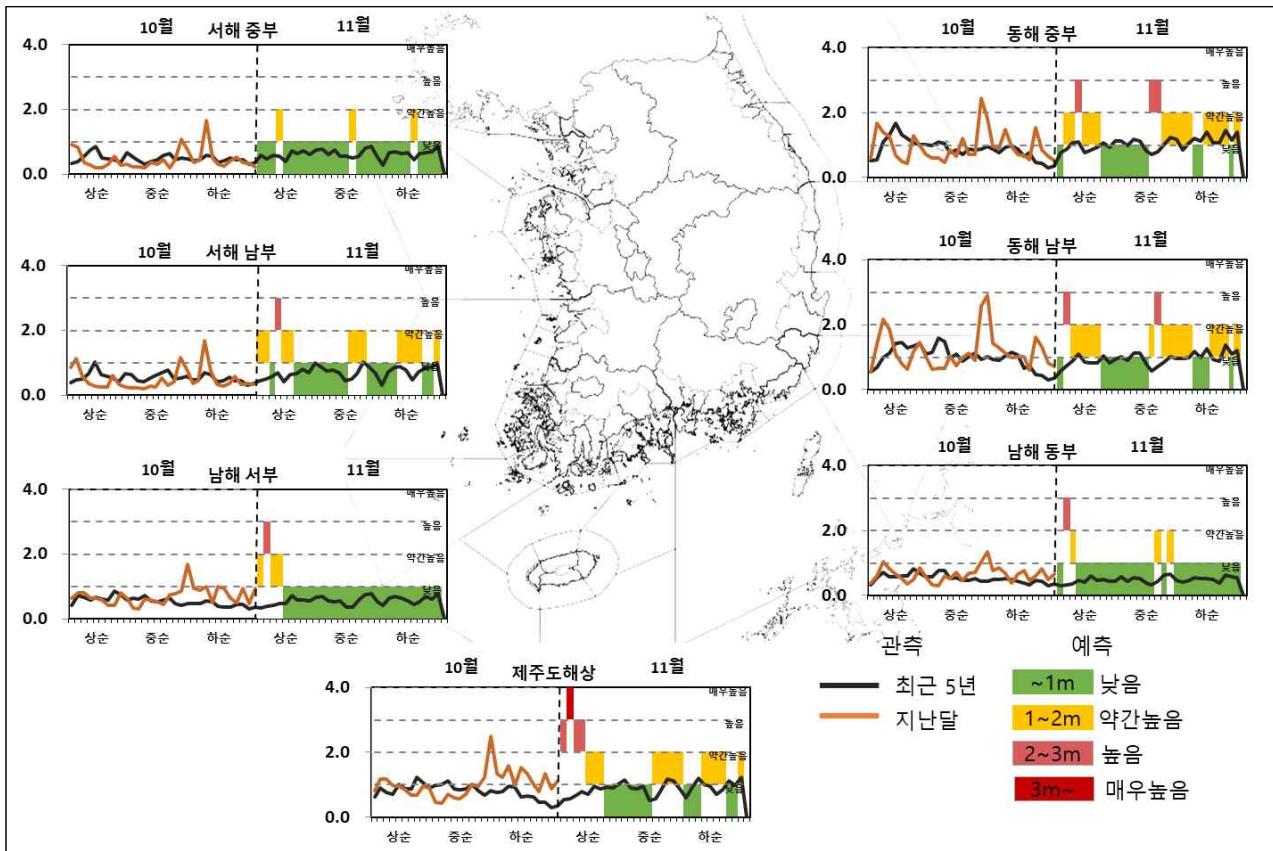 10월 서해 중부 11월
4.0
매우높음
높음
2.0
약간높음
낮음
0.0
상순 중순 하순 상순 중순 하순
10월 동해 중부 11월
4.0
매우높음
높음
2.0
약간높음
낮음
0.0
상순 중순 하순 상순 중순 하순
10월 서해 남부 11월
4.0
매우높음
높음
2.0
약간높음
낮음
0.0
상순 중순 하순 상순 중순 하순
10월 동해 남부 11월
4.0
매우높음
높음
2.0
약간높음
낮음
0.0
상순 중순 하순 상순 중순 하순
10월 남해 서부 11월
4.0
매우높음
높음
2.0
약간높음
낮음
0.0
상순 중순 하순 상순 중순 하순
10월 남해 동부 11월
4.0
매우높음
높음
2.0
약간높음
낮음
0.0
상순 중순 하순 상순 중순 하순
10월 제주도해상 11월
4.0
매우높음
높음
2.0
약간높음
낮음
0.0
상순 중순 하순 상순 중순 하순
관측 예측
최근 5년 ~1m 낮음
지난달 1~2m 약간높음
2~3m 높음
3m~ 매우높음